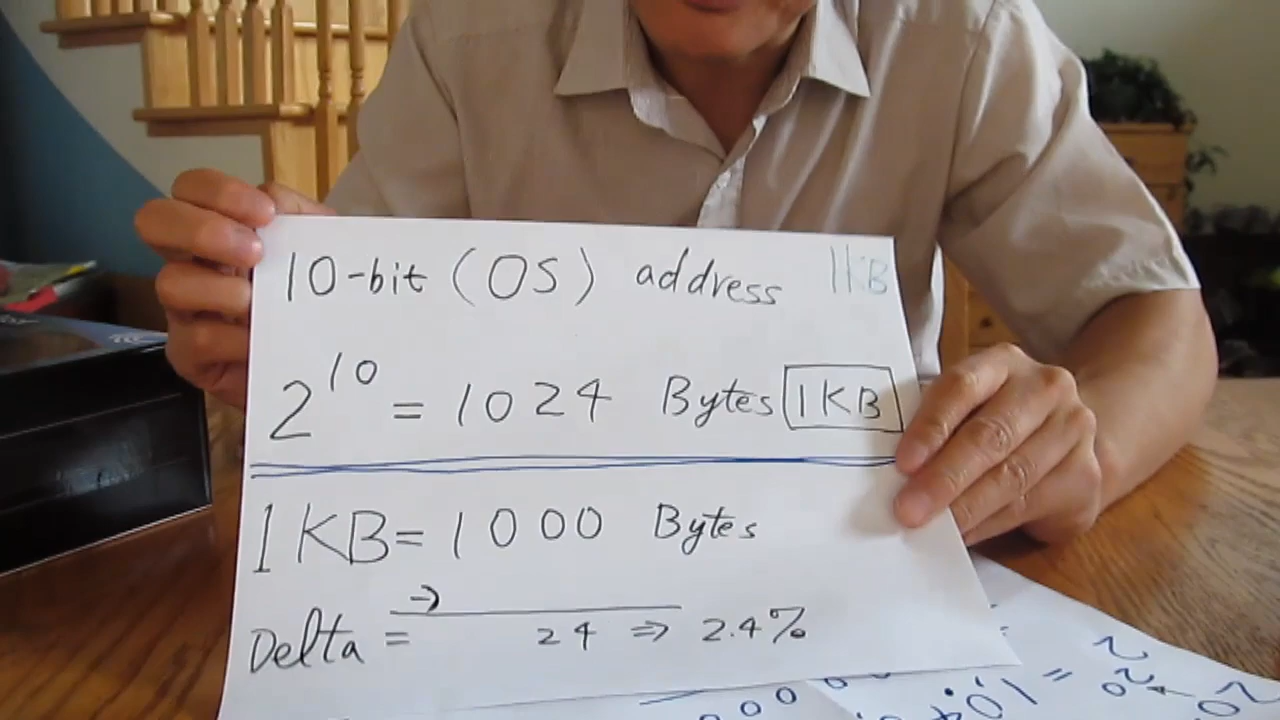 10-bit (OS) address 1KB
2^10 = 1024 Bytes 1KB
1KB= 1000 Bytes
Delta = → 24 ⇒ 2.4%